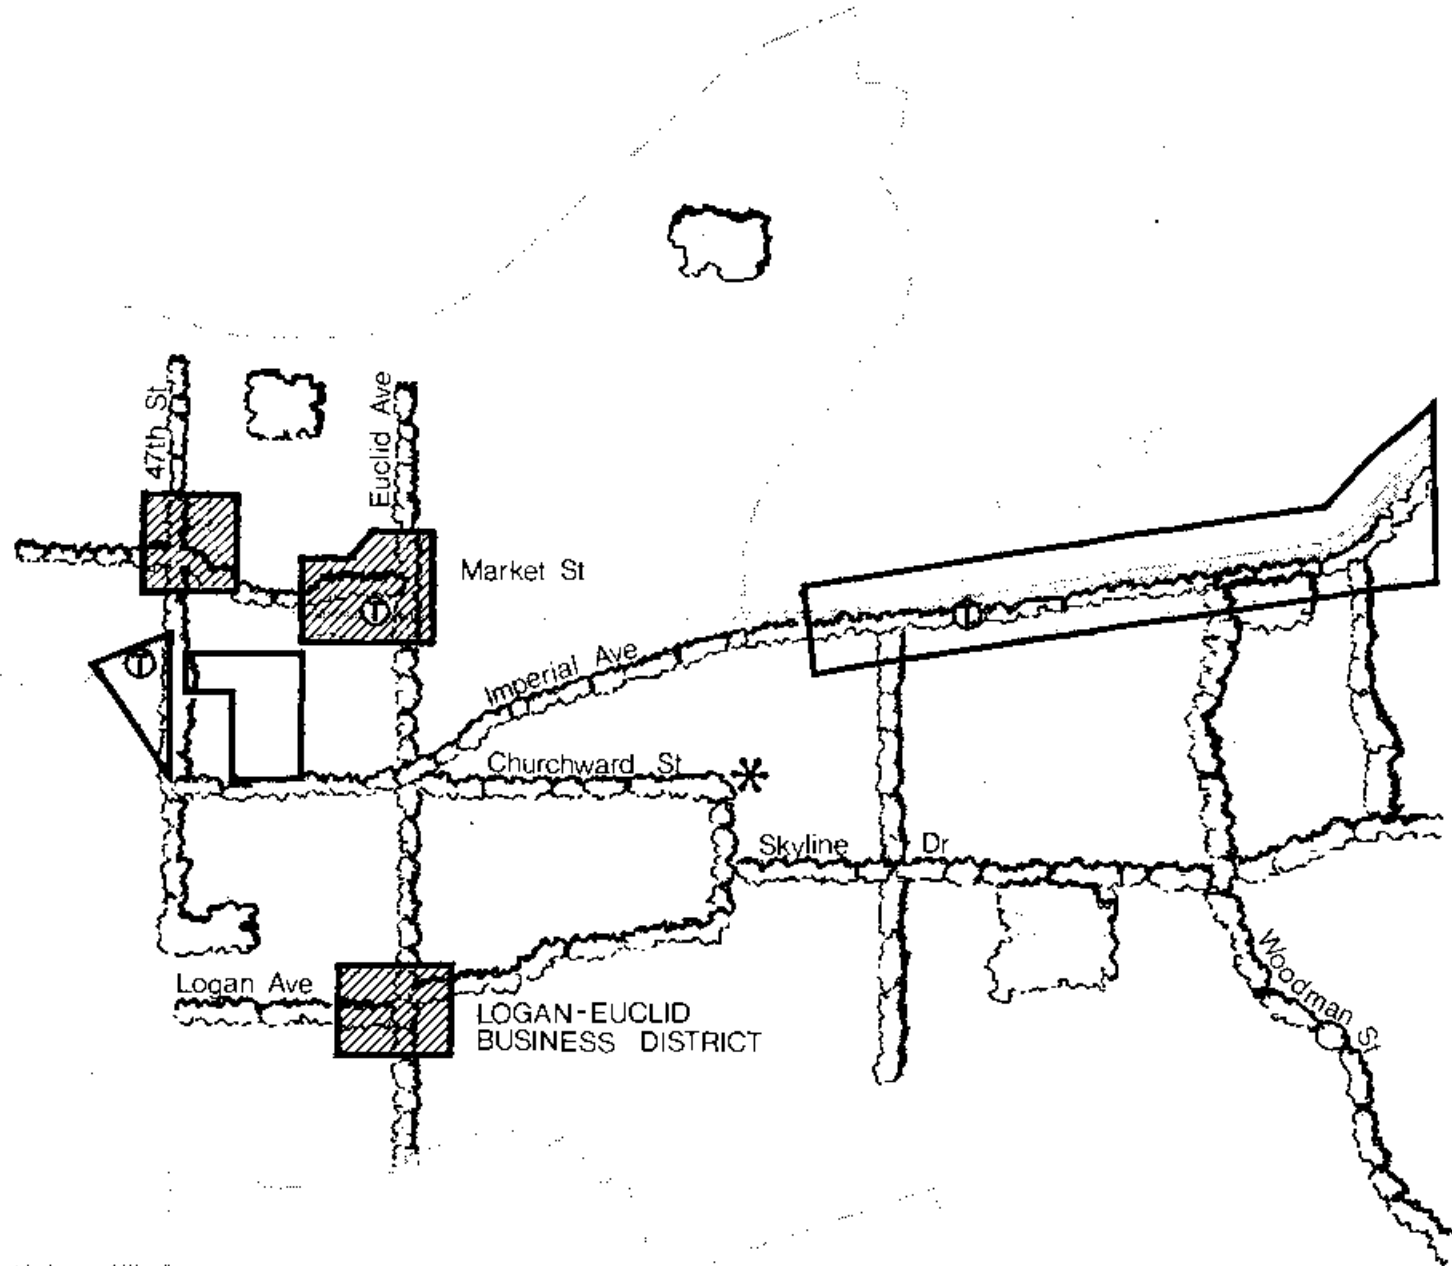 47th St
Euclid Ave
Market St
T
T
T
Imperial Ave
Churchward St
*
Skyline Dr
Logan Ave
LOGAN-EUCLID
BUSINESS DISTRICT
Woodman St